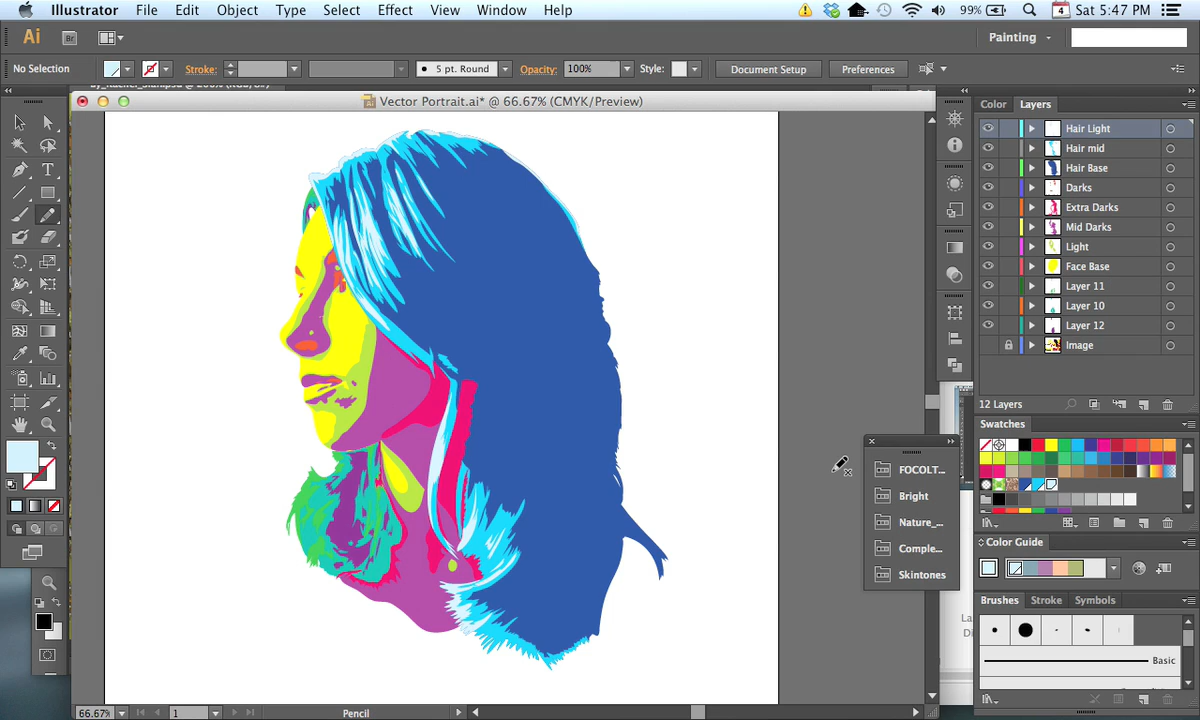 Illustrator File Edit Object Type Select Effect View Window Help 99% 4 Sat 5:47 PM
Ai Br Painting
No Selection Stroke: 5 pt. Round Opacity: 100% Style: Document Setup Preferences
Vector Portrait.ai* @ 66.67% (CMYK/Preview)
Color Layers
Hair Light
Hair mid
Hair Base
Darks
Extra Darks
Mid Darks
Light
Face Base
Layer 11
Layer 10
Layer 12
Image
12 Layers
Swatches
FOCOLT...
Bright
Nature_...
Comple...
Skintones
Color Guide
Brushes Stroke Symbols
Basic
66.67% 1 Pencil